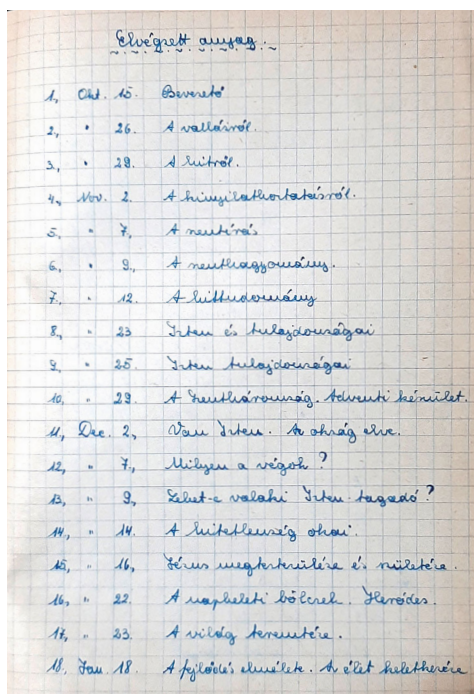 Elvégzett anyag.
1, Okt. 15. Bevezető
2, " 26. A vallásról.
3, " 29. A hitről.
4, Nov. 2. A kinyilatkoztatásról.
5, " 7, A szentírás
6, " 9, A szenthagyomány.
7, " 12. A hittudomány
8, " 23 Isten és tulajdonságai
9, " 25. Isten tulajdonságai
10, " 29. A Szentháromság. Adventi készület.
11, Dec. 2, Van Isten. Az okság elve.
12, " 7, Milyen a végok?
13, " 9, Lehet-e valaki Isten-tagadó?
14, " 14. A hitetlenség okai.
15, " 16, Jézus megtestesülése és születése.
16, " 22. A napkeleti bölcsek. Heródes.
17, " 23. A világ teremtése.
18. Jan. 18. A fejlődés elmélete. Az élet keletkezése